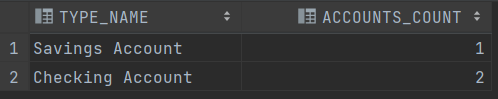 TYPE_NAME ACCOUNTS_COUNT
1 Savings Account 1
2 Checking Account 2